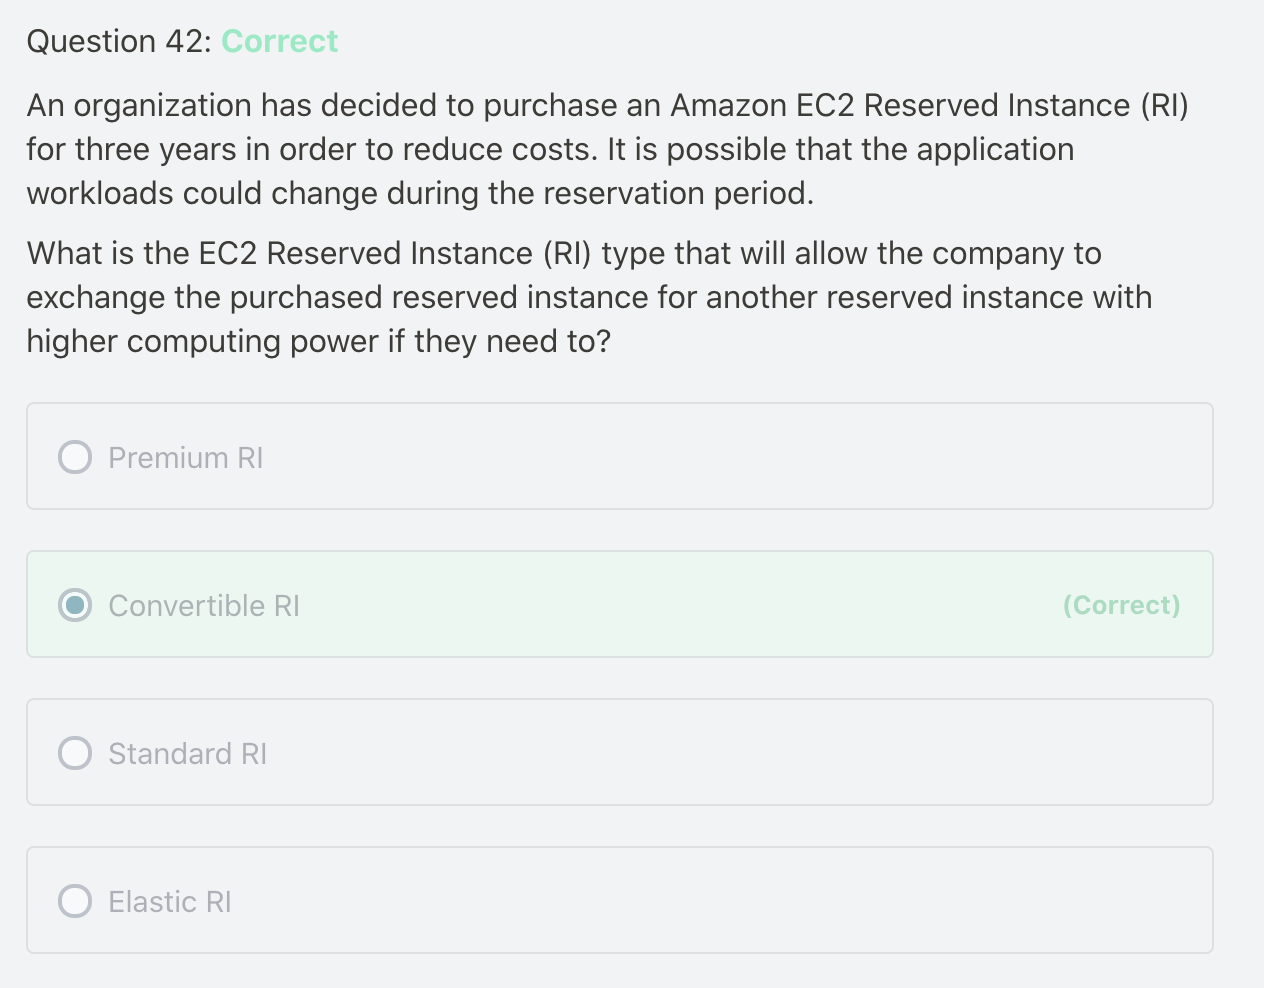 Question 42: Correct
An organization has decided to purchase an Amazon EC2 Reserved Instance (RI)
for three years in order to reduce costs. It is possible that the application
workloads could change during the reservation period.
What is the EC2 Reserved Instance (RI) type that will allow the company to
exchange the purchased reserved instance for another reserved instance with
higher computing power if they need to?
Premium RI
Convertible RI (Correct)
Standard RI
Elastic RI